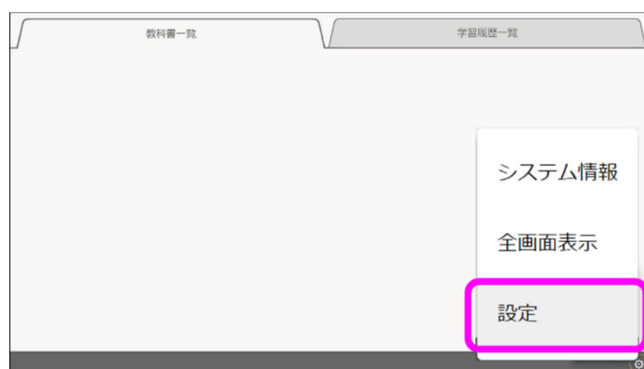 教科書一覧
学習履歴一覧
システム情報
全画面表示
設定